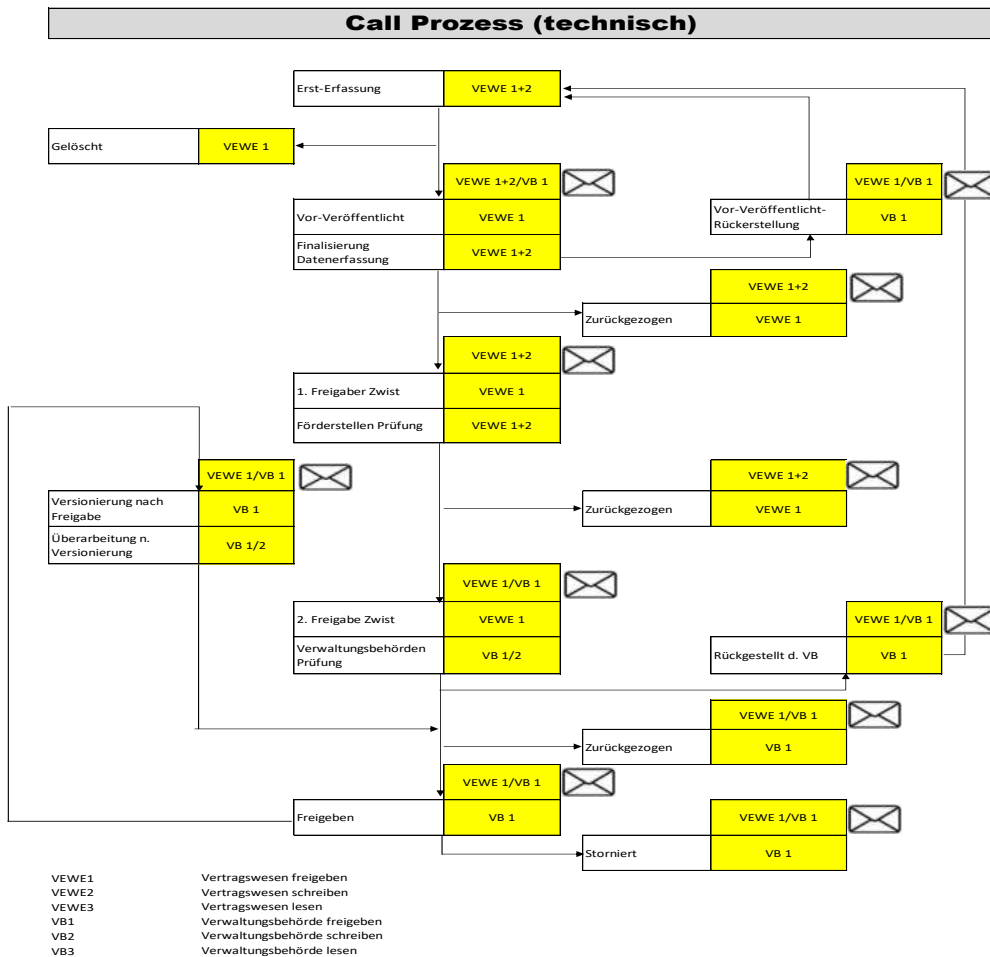 Call Prozess (technisch)
Erst-Erfassung VEWE 1+2
Gelöscht VEWE 1
VEWE 1+2/VB 1
Vor-Veröffentlicht VEWE 1
Finalisierung
Datenerfassung VEWE 1+2
VEWE 1/VB 1
Vor-Veröffentlicht-
Rückerstellung VB 1
VEWE 1+2
Zurückgezogen VEWE 1
VEWE 1+2
1. Freigaber Zwist VEWE 1
Förderstellen Prüfung VEWE 1+2
VEWE 1/VB 1
Versionierung nach
Freigabe VB 1
Überarbeitung n.
Versionierung VB 1/2
VEWE 1+2
Zurückgezogen VEWE 1
VEWE 1/VB 1
2. Freigabe Zwist VEWE 1
Verwaltungsbehörden
Prüfung VB 1/2
VEWE 1/VB 1
Rückgestellt d. VB VB 1
VEWE 1/VB 1
Zurückgezogen VB 1
VEWE 1/VB 1
Freigeben VB 1
VEWE 1/VB 1
Storniert VB 1
VEWE1 Vertragswesen freigeben
VEWE2 Vertragswesen schreiben
VEWE3 Vertragswesen lesen
VB1 Verwaltungsbehörde freigeben
VB2 Verwaltungsbehörde schreiben
VB3 Verwaltungsbehörde lesen